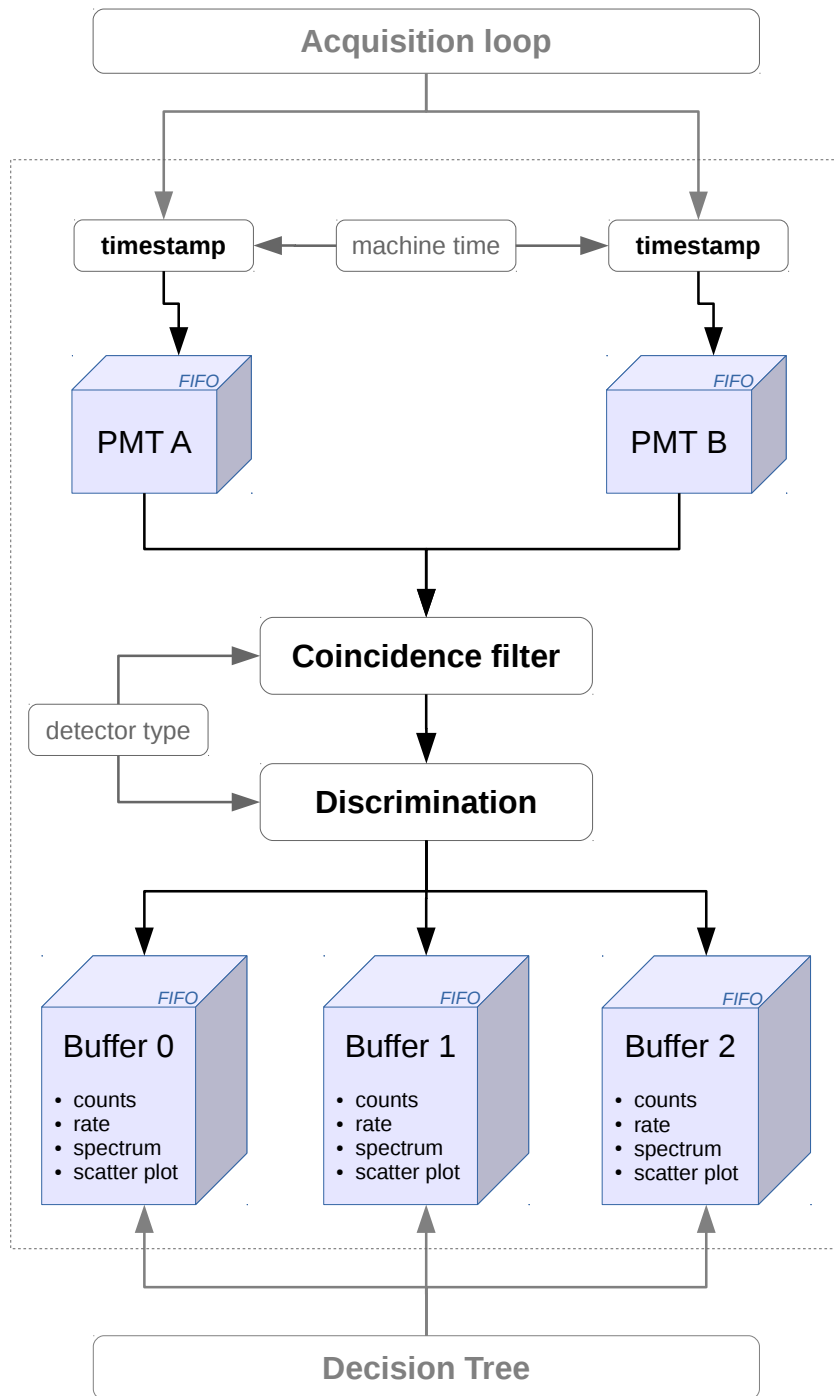 Acquisition loop
timestamp
machine time
timestamp
FIFO
PMT A
FIFO
PMT B
Coincidence filter
detector type
Discrimination
FIFO
Buffer 0
• counts
• rate
• spectrum
• scatter plot
FIFO
Buffer 1
• counts
• rate
• spectrum
• scatter plot
FIFO
Buffer 2
• counts
• rate
• spectrum
• scatter plot
Decision Tree